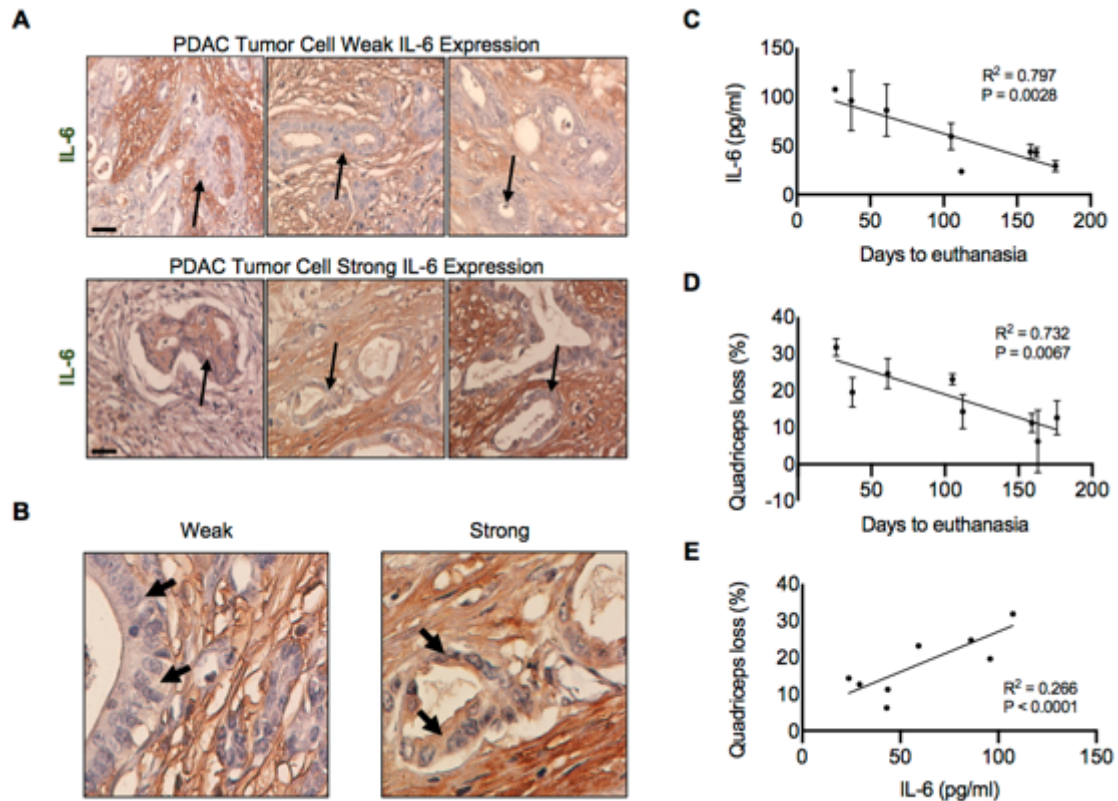 A
PDAC Tumor Cell Weak IL-6 Expression
IL-6
PDAC Tumor Cell Strong IL-6 Expression
IL-6
B
Weak
Strong
C
IL-6 (pg/ml)
150
100
50
0
R² = 0.797
P = 0.0028
0 50 100 150 200
Days to euthanasia
D
Quadriceps loss (%)
40
30
20
10
0
-10
R² = 0.732
P = 0.0067
50 100 150 200
Days to euthanasia
E
Quadriceps loss (%)
40
30
20
10
0
R² = 0.266
P < 0.0001
0 50 100 150
IL-6 (pg/ml)